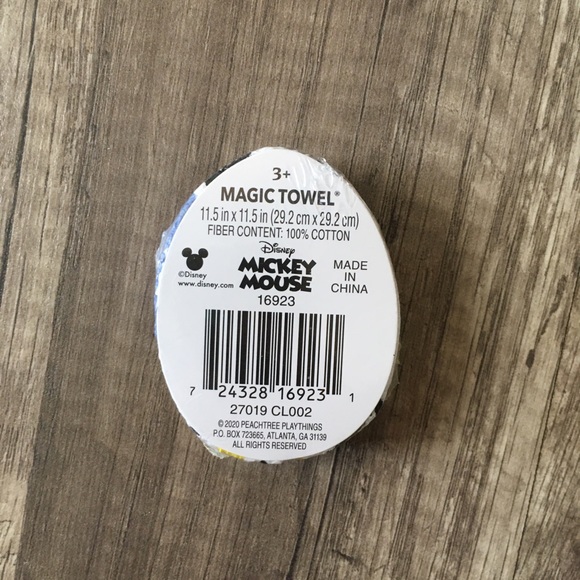 3+
MAGIC TOWEL®
11.5 in x 11.5 in (29.2 cm x 29.2 cm)
FIBER CONTENT: 100% COTTON
©Disney
www.disney.com
Disney
MICKEY
MOUSE
16923
MADE
IN
CHINA
7 24328 16923 1
27019 CL002
© 2020 PEACHTREE PLAYTHINGS
P.O. BOX 723665, ATLANTA, GA 31139
ALL RIGHTS RESERVED